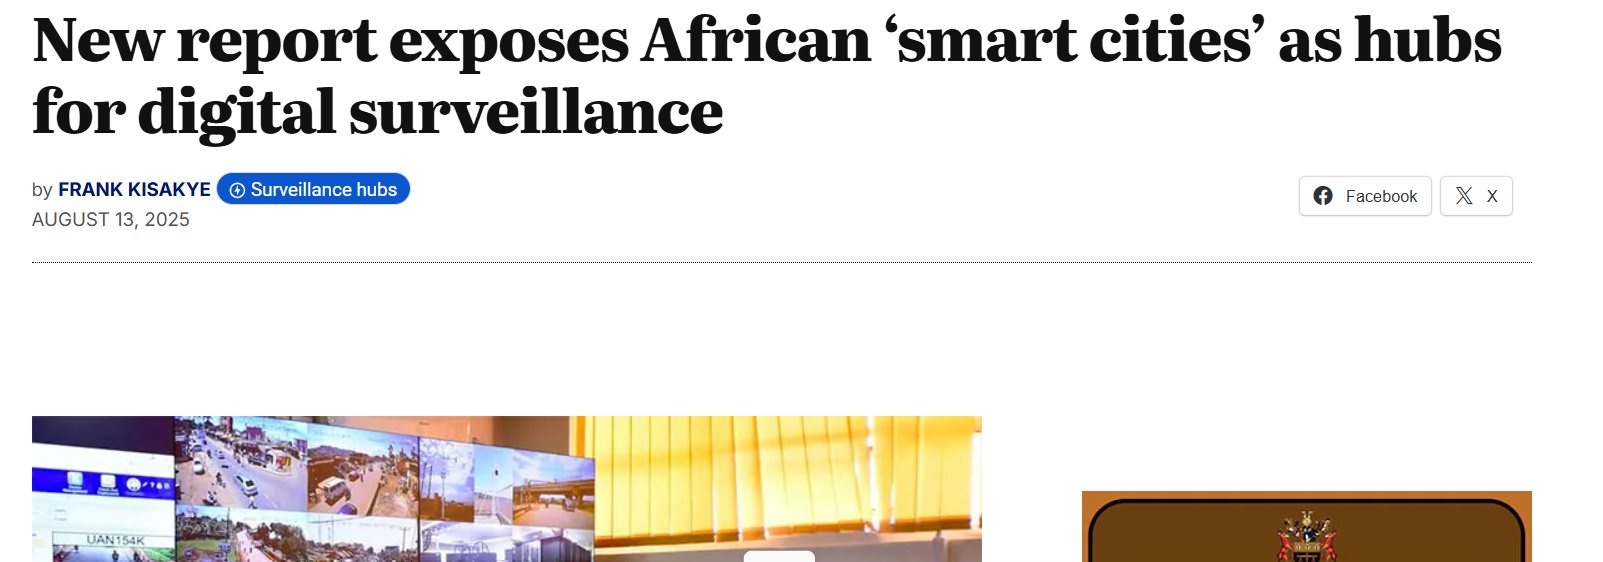 New report exposes African ‘smart cities’ as hubs
for digital surveillance
by FRANK KISAKYE Surveillance hubs
AUGUST 13, 2025
Facebook X
UAN154K